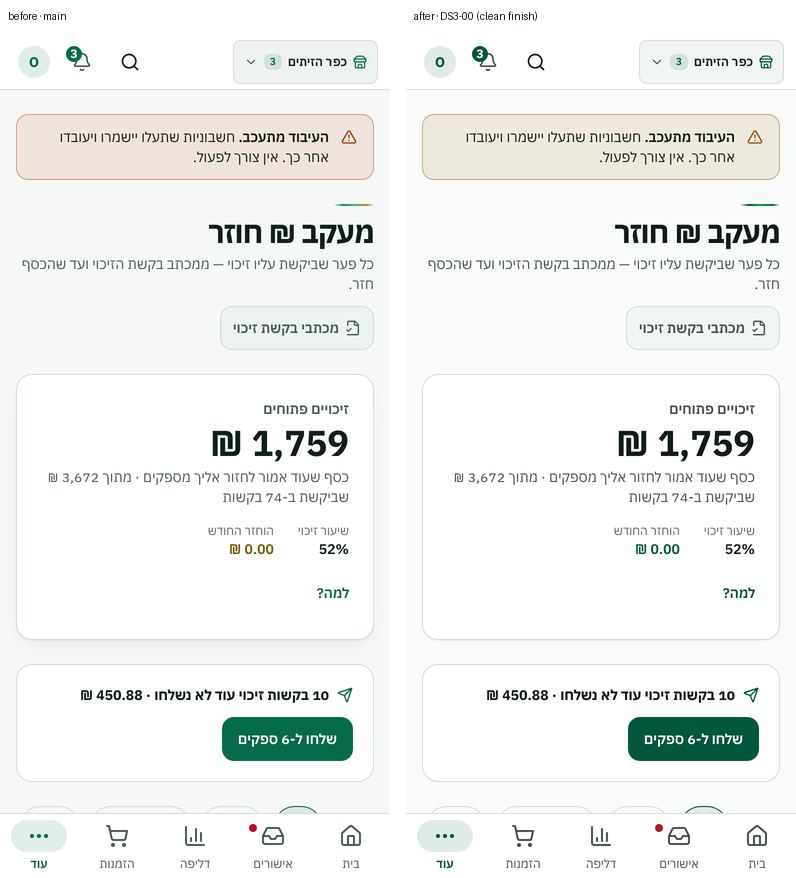 before · main
כפר הזיתים 3
3
O
העיבוד מתעכב. חשבוניות שתעלו יישמרו ויעובדו
אחר כך. אין צורך לפעול.
מעקב ₪ חוזר
כל פער שביקשת עליו זיכוי — ממכתב בקשת הזיכוי ועד שהכסף
חזר.
מכתבי בקשת זיכוי
זיכויים פתוחים
1,759 ₪
כסף שעוד אמור לחזור אליך מספקים · מתוך 3,672 ₪
שביקשת ב-74 בקשות
שיעור זיכוי
52%
הוחזר החודש
0.00 ₪
למה?
10 בקשות זיכוי עוד לא נשלחו · 450.88 ₪
שלחו ל-6 ספקים
בית
אישורים
דליפה
הזמנות
עוד
after · DS3-00 (clean finish)
כפר הזיתים 3
3
O
העיבוד מתעכב. חשבוניות שתעלו יישמרו ויעובדו
אחר כך. אין צורך לפעול.
מעקב ₪ חוזר
כל פער שביקשת עליו זיכוי — ממכתב בקשת הזיכוי ועד שהכסף
חזר.
מכתבי בקשת זיכוי
זיכויים פתוחים
1,759 ₪
כסף שעוד אמור לחזור אליך מספקים · מתוך 3,672 ₪
שביקשת ב-74 בקשות
שיעור זיכוי
52%
הוחזר החודש
0.00 ₪
למה?
10 בקשות זיכוי עוד לא נשלחו · 450.88 ₪
שלחו ל-6 ספקים
בית
אישורים
דליפה
הזמנות
עוד